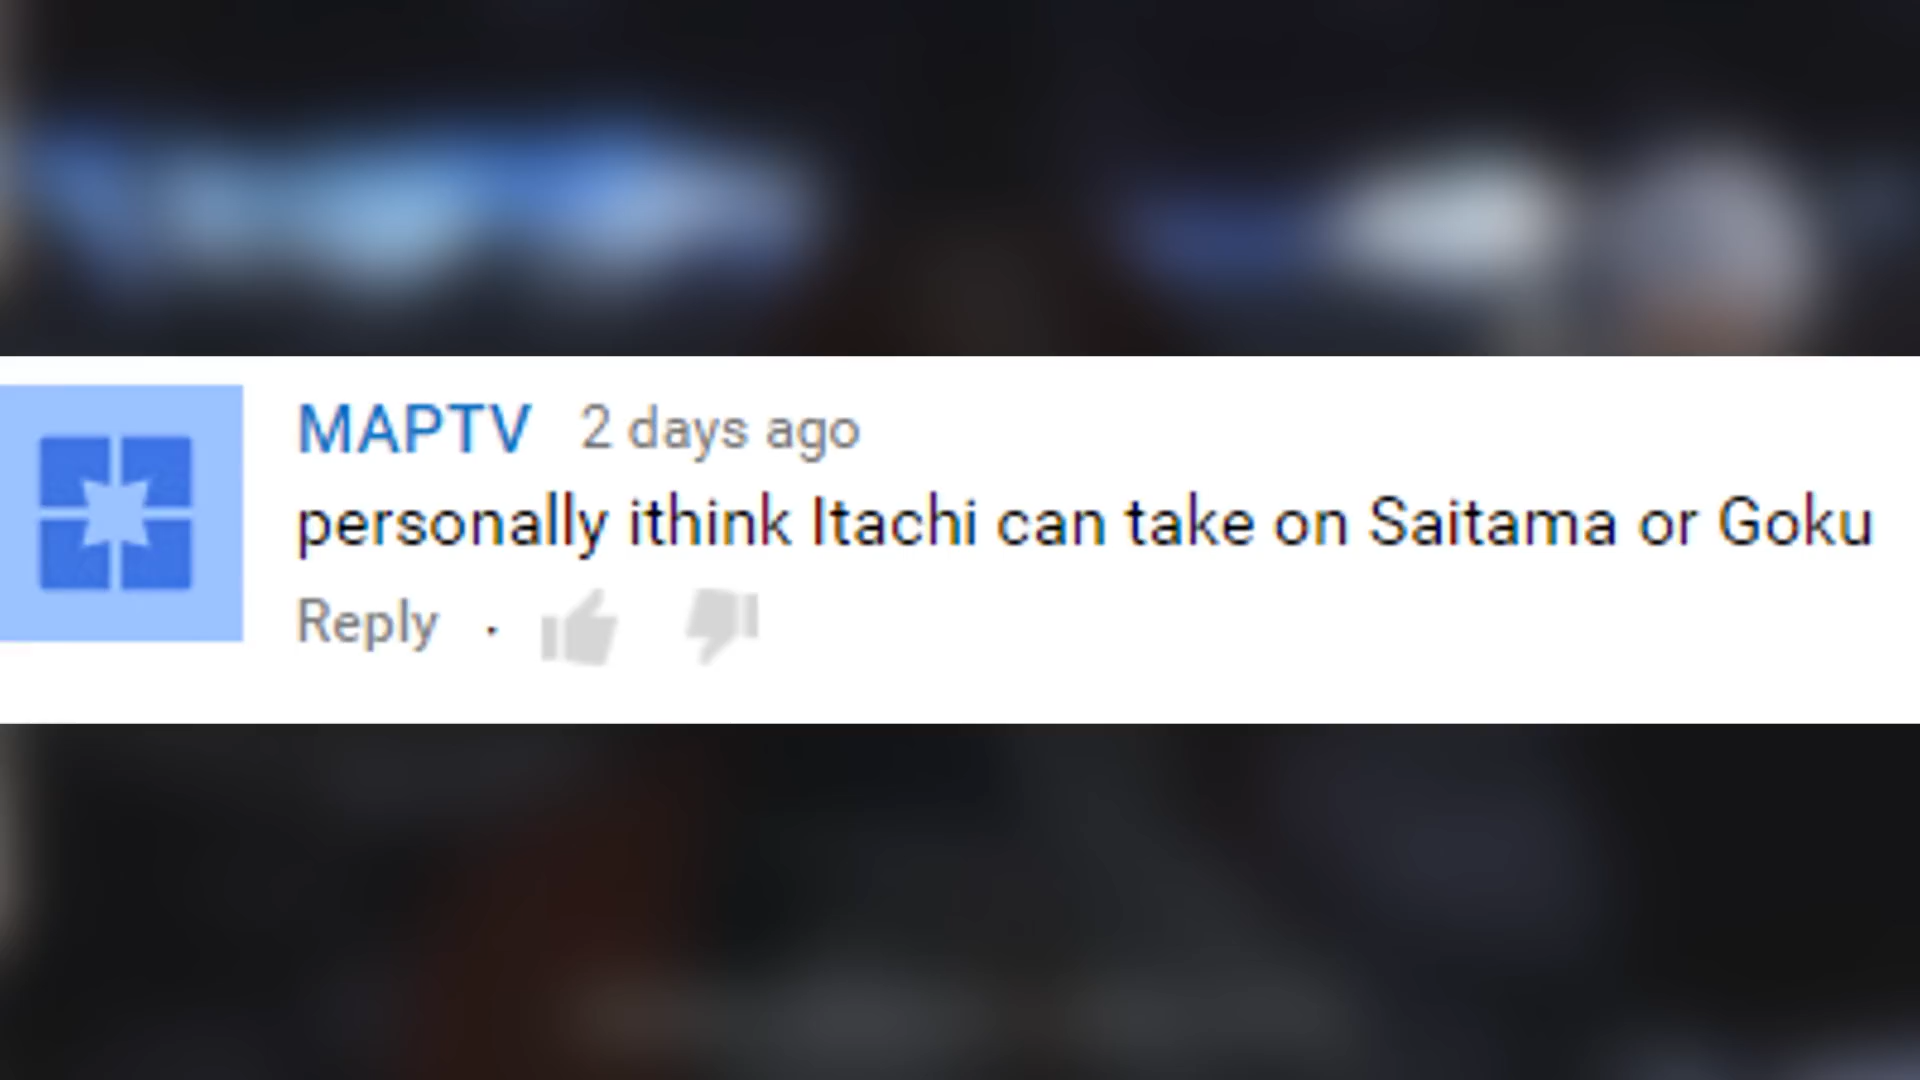 MAPTV 2 days ago
personally ithink Itachi can take on Saitama or Goku
Reply ·